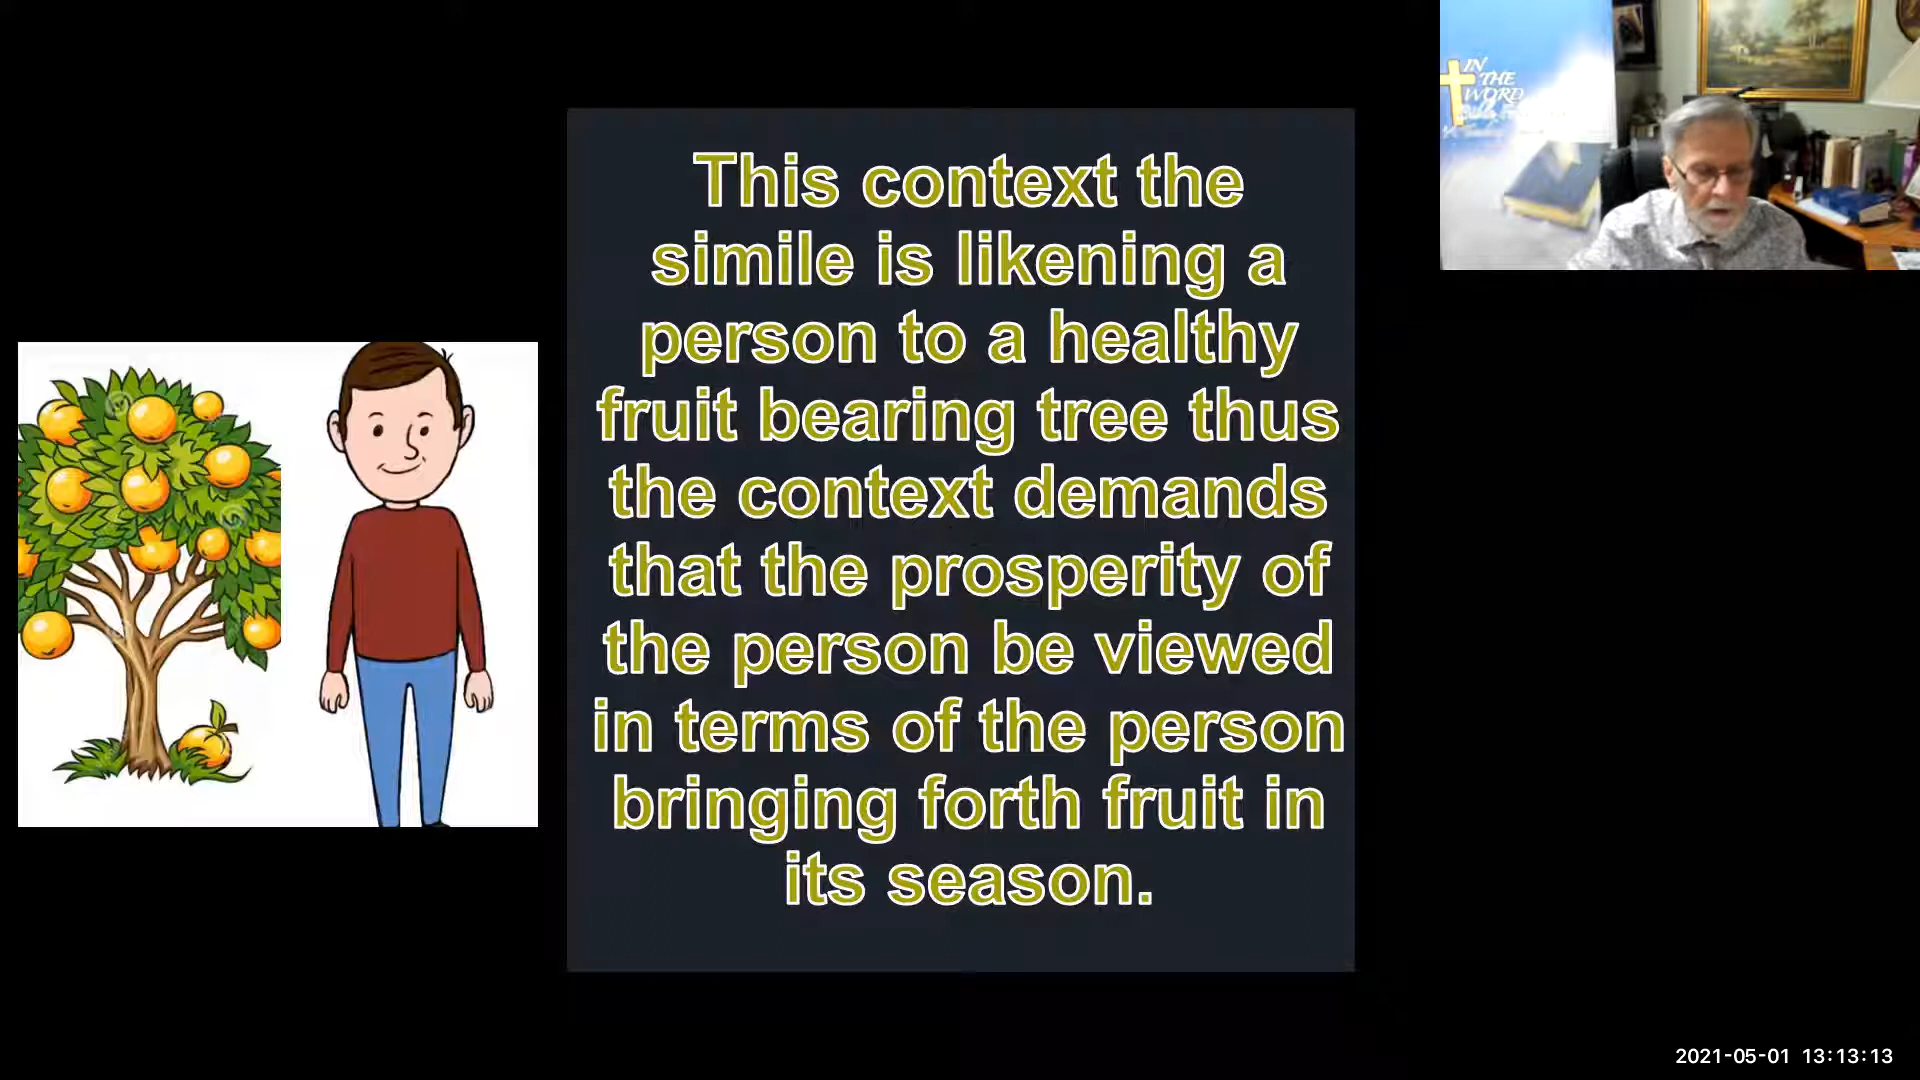 This context the
simile is likening a
person to a healthy
fruit bearing tree thus
the context demands
that the prosperity of
the person be viewed
in terms of the person
bringing forth fruit in
its season.
IN
THE
WORD
2021-05-01 13:13:13